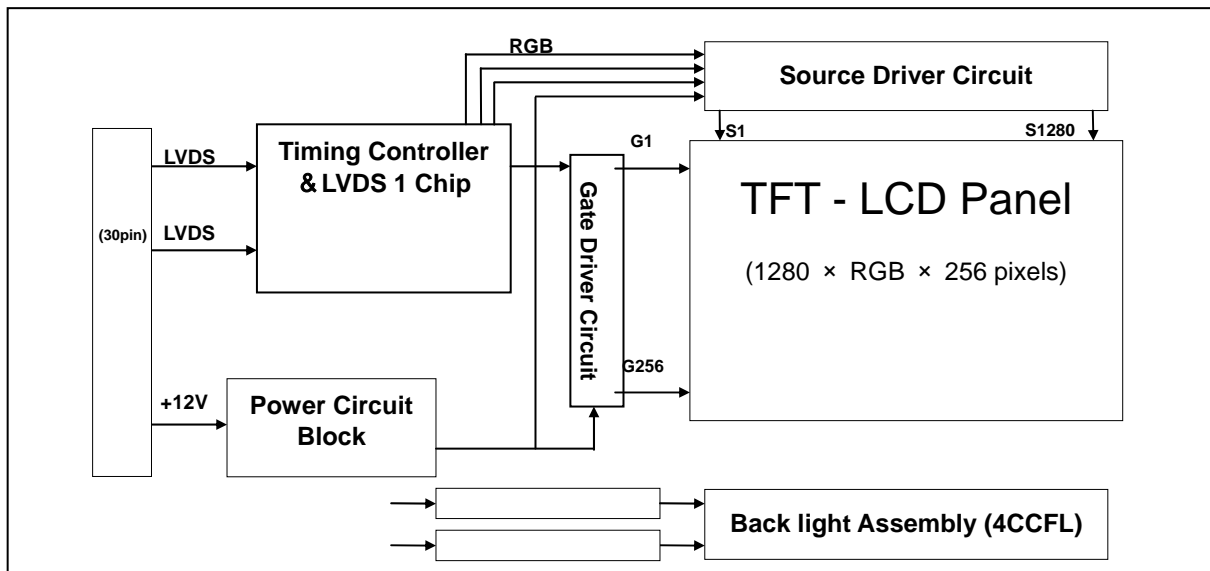 RGB
Source Driver Circuit
S1
S1280
LVDS
Timing Controller
& LVDS 1 Chip
G1
TFT - LCD Panel
(1280 × RGB × 256 pixels)
(30pin)
LVDS
Gate Driver Circuit
G256
+12V
Power Circuit
Block
Back light Assembly (4CCFL)